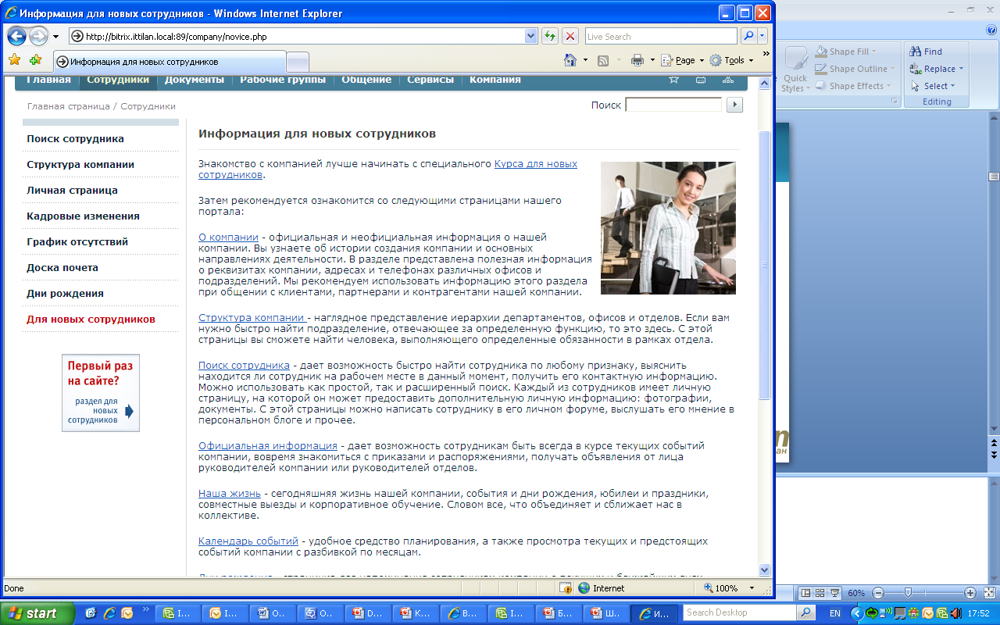 Информация для новых сотрудников - Windows Internet Explorer
http://bitrix.ittilan.local:89/company/novice.php
Live Search
Информация для новых сотрудников
Page
Tools
Главная Сотрудники Документы Рабочие группы Общение Сервисы Компания
Главная страница / Сотрудники
Поиск
Поиск сотрудника
Структура компании
Личная страница
Кадровые изменения
График отсутствий
Доска почета
Дни рождения
Для новых сотрудников
Первый раз
на сайте?
раздел для
новых
сотрудников
Информация для новых сотрудников
Знакомство с компанией лучше начинать с специального Курса для новых
сотрудников.
Затем рекомендуется ознакомится со следующими страницами нашего
портала:
О компании - официальная и неофициальная информация о нашей
компании. Вы узнаете об истории создания компании и основных
направлениях деятельности. В разделе представлена полезная информация
о реквизитах компании, адресах и телефонах различных офисов и
подразделений. Мы рекомендуем использовать информацию этого раздела
при общении с клиентами, партнерами и контрагентами нашей компании.
Структура компании - наглядное представление иерархии департаментов, офисов и отделов. Если вам
нужно быстро найти подразделение, отвечающее за определенную функцию, то это здесь. С этой
страницы вы сможете найти человека, выполняющего определенные обязанности в рамках отдела.
Поиск сотрудника - дает возможность быстро найти сотрудника по любому признаку, выяснить
находится ли сотрудник на рабочем месте в данный момент, получить его контактную информацию.
Можно использовать как простой, так и расширенный поиск. Каждый из сотрудников имеет личную
страницу, на которой он может предоставить дополнительную личную информацию: фотографии,
документы. С этой страницы можно написать сотруднику в его личном форуме, выслушать его мнение в
персональном блоге и прочее.
Официальная информация - дает возможность сотрудникам быть всегда в курсе текущих событий
компании, вовремя знакомиться с приказами и распоряжениями, получать объявления от лица
руководителей компании или руководителей отделов.
Наша жизнь - сегодняшняя жизнь нашей компании, события и дни рождения, юбилеи и праздники,
совместные выезды и корпоративное обучение. Словом все, что объединяет и сближает нас в
коллективе.
Календарь событий - удобное средство планирования, а также просмотра текущих и предстоящих
событий компании с разбивкой по месяцам.
Done
Internet
100%
Quick
Styles
Shape Fill
Shape Outline
Shape Effects
Find
Replace
Select
Editing
n
ан
60%
start
I...
I...
O...
O...
D...
K...
B...
I...
Б...
Ш...
И...
Search Desktop
EN
17:52